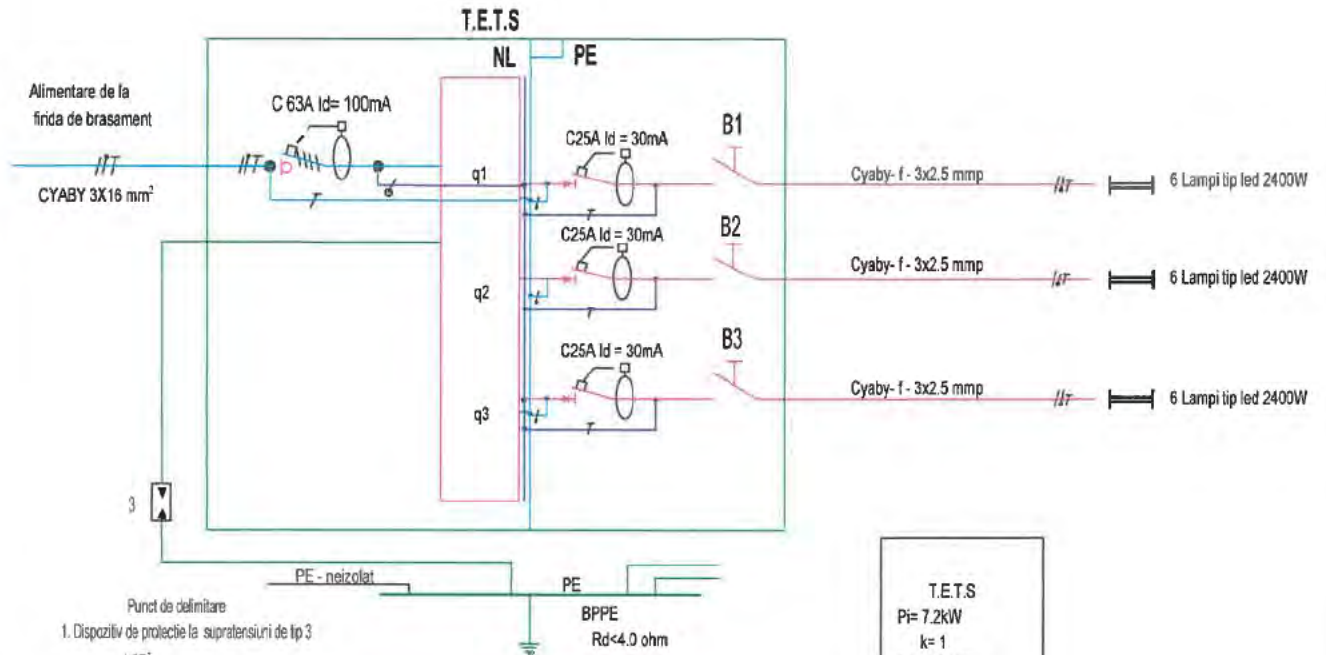 T.E.T.S
NL PE
Alimentare de la
firida de brasament
CYABY 3X16 mm²
C 63A Id= 100mA
q1
C25A Id = 30mA
B1
Cyaby- f - 3x2.5 mmp
6 Lampi tip led 2400W
q2
C25A Id = 30mA
B2
Cyaby- f - 3x2.5 mmp
6 Lampi tip led 2400W
q3
C25A Id = 30mA
B3
Cyaby- f - 3x2.5 mmp
6 Lampi tip led 2400W
3
PE - neizolat
PE
BPPE
Rd<4.0 ohm
Punct de delimitare
1. Dispozitiv de protectie la supratensiuni de tip 3
T.E.T.S
Pi= 7.2kW
k= 1